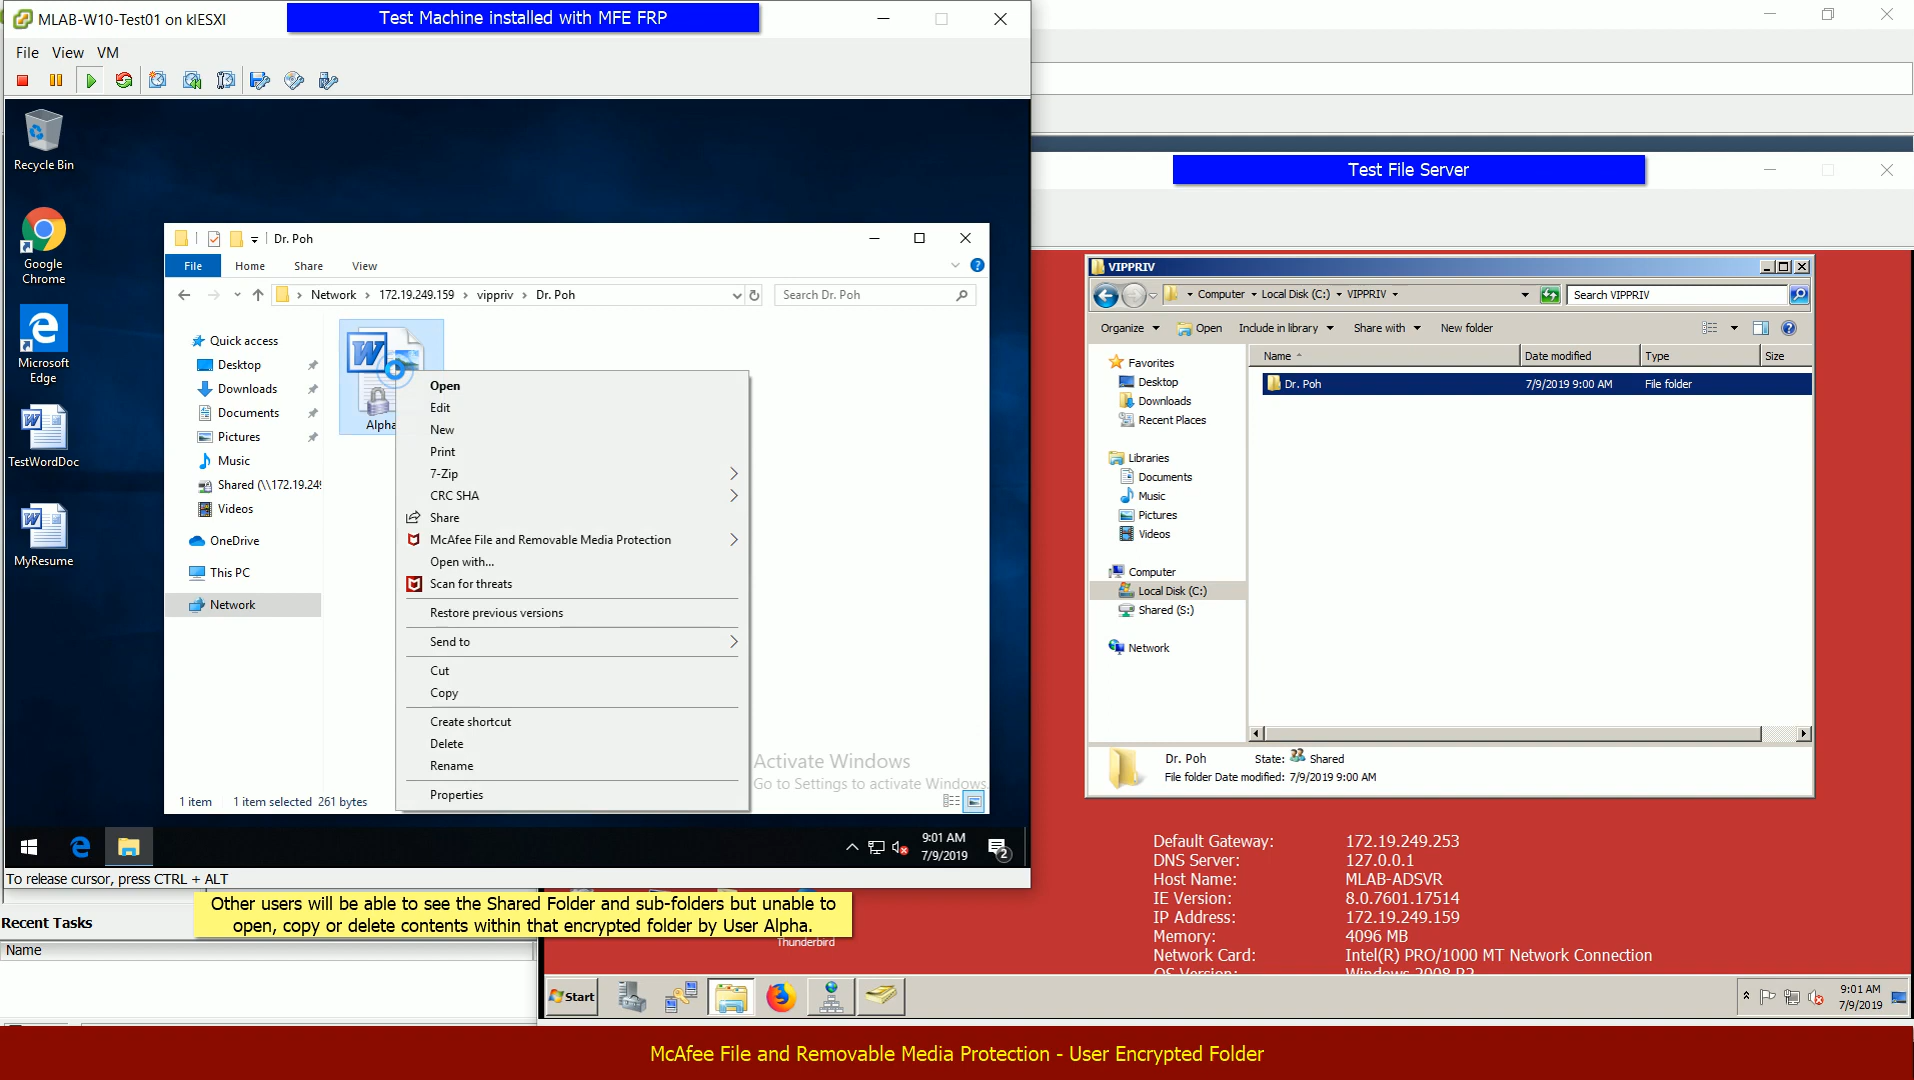 MLAB-W10-Test01 on kIESXI
Test Machine installed with MFE FRP
File View VM
Recycle Bin
Google
Chrome
Microsoft
Edge
TestWordDoc
MyResume
Dr. Poh
File Home Share View
Network 172.19.249.159 vippriv Dr. Poh
Search Dr. Poh
Quick access
Desktop
Downloads
Documents
Pictures
Music
Shared (\\172.19.249
Videos
OneDrive
This PC
Network
Alpha
Open
Edit
New
Print
7-Zip
CRC SHA
Share
McAfee File and Removable Media Protection
Open with...
Scan for threats
Restore previous versions
Send to
Cut
Copy
Create shortcut
Delete
Rename
Properties
1 item 1 item selected 261 bytes
Activate Windows
Go to Settings to activate Windows.
9:01 AM
7/9/2019
2
To release cursor, press CTRL + ALT
Other users will be able to see the Shared Folder and sub-folders but unable to
open, copy or delete contents within that encrypted folder by User Alpha.
Recent Tasks
Name
Test File Server
VIPPRIV
Computer Local Disk (C:) VIPPRIV
Search VIPPRIV
Organize Open Include in library Share with New folder
Name Date modified Type Size
Dr. Poh 7/9/2019 9:00 AM File folder
Favorites
Desktop
Downloads
Recent Places
Libraries
Documents
Music
Pictures
Videos
Computer
Local Disk (C:)
Shared (S:)
Network
Dr. Poh State: Shared
File folder Date modified: 7/9/2019 9:00 AM
Default Gateway: 172.19.249.253
DNS Server: 127.0.0.1
Host Name: MLAB-ADSVR
IE Version: 8.0.7601.17514
IP Address: 172.19.249.159
Memory: 4096 MB
Network Card: Intel(R) PRO/1000 MT Network Connection
OS Version: Windows 2008 R2
Thunderbird
Start
9:01 AM
7/9/2019
McAfee File and Removable Media Protection - User Encrypted Folder